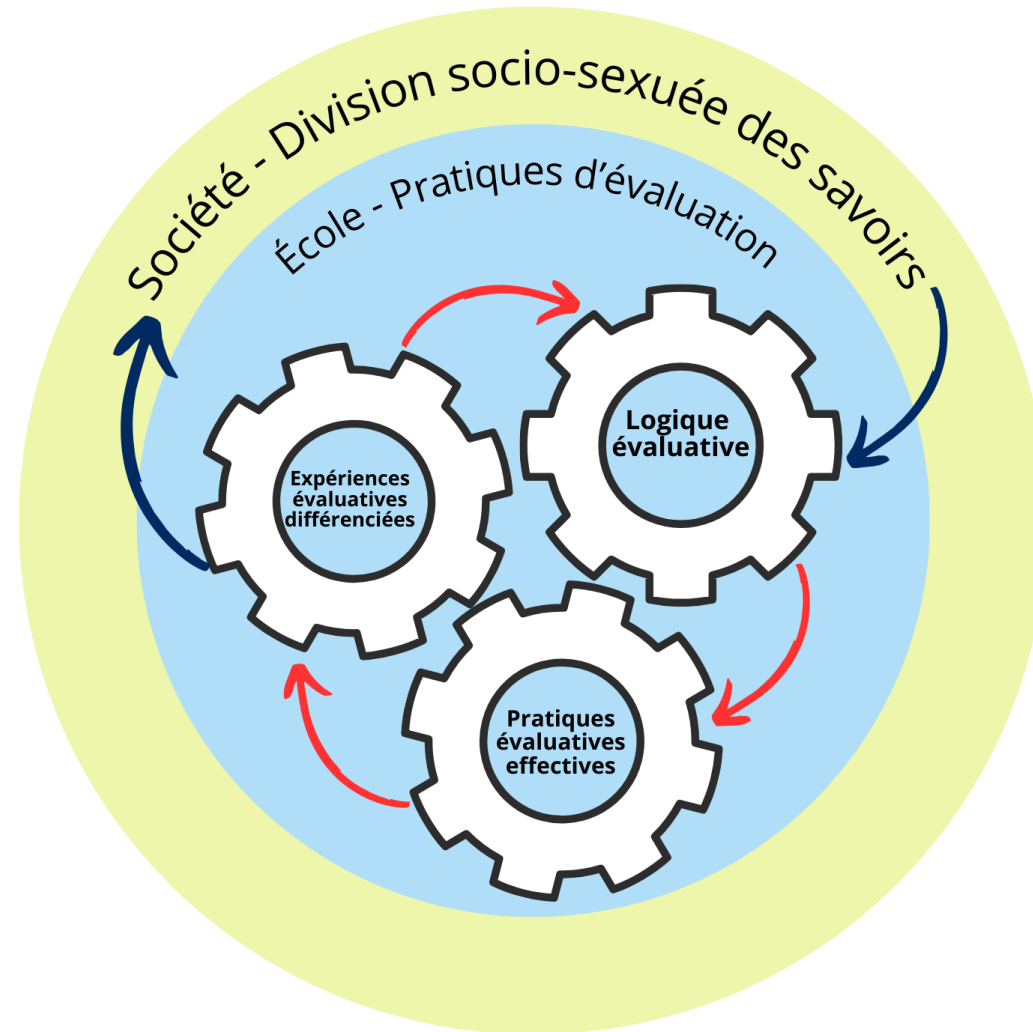 Société - Division socio-sexuée des savoirs
École - Pratiques d’évaluation
Logique
évaluative
Expériences
évaluatives
différenciées
Pratiques
évaluatives
effectives